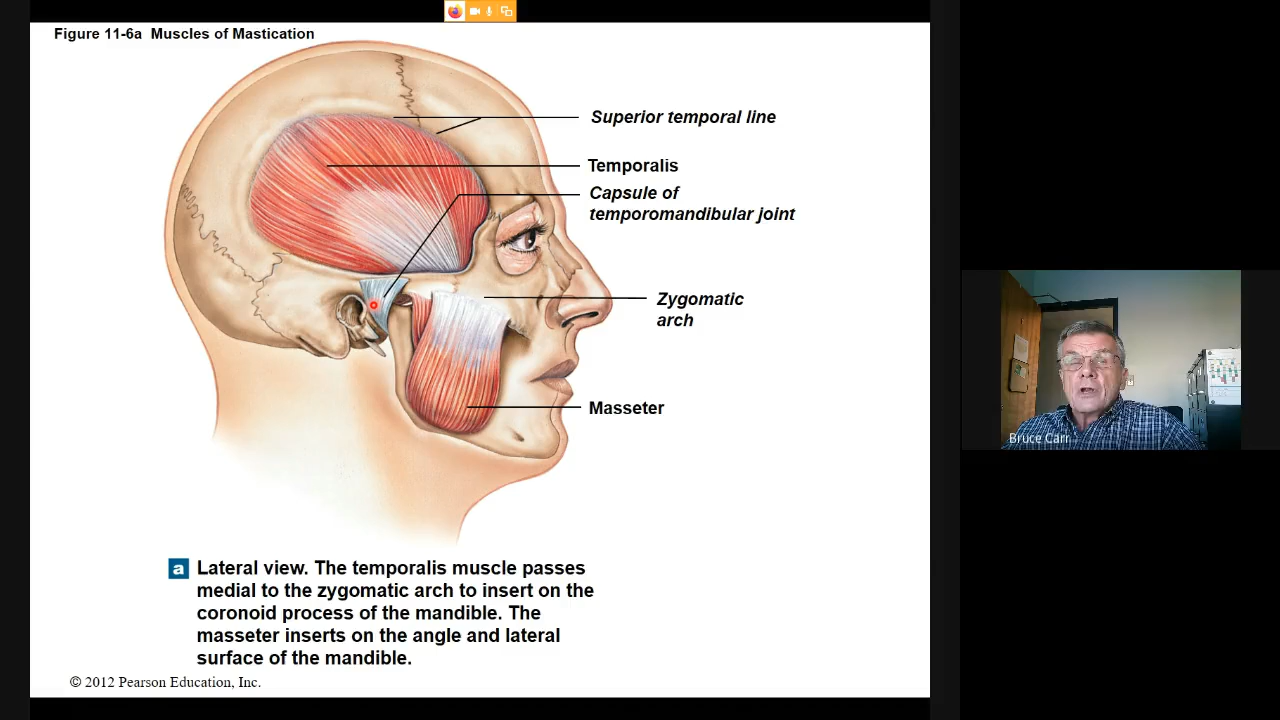 Figure 11-6a Muscles of Mastication
Superior temporal line
Temporalis
Capsule of
temporomandibular joint
Zygomatic
arch
Masseter
a Lateral view. The temporalis muscle passes
medial to the zygomatic arch to insert on the
coronoid process of the mandible. The
masseter inserts on the angle and lateral
surface of the mandible.
© 2012 Pearson Education, Inc.
Bruce Carr